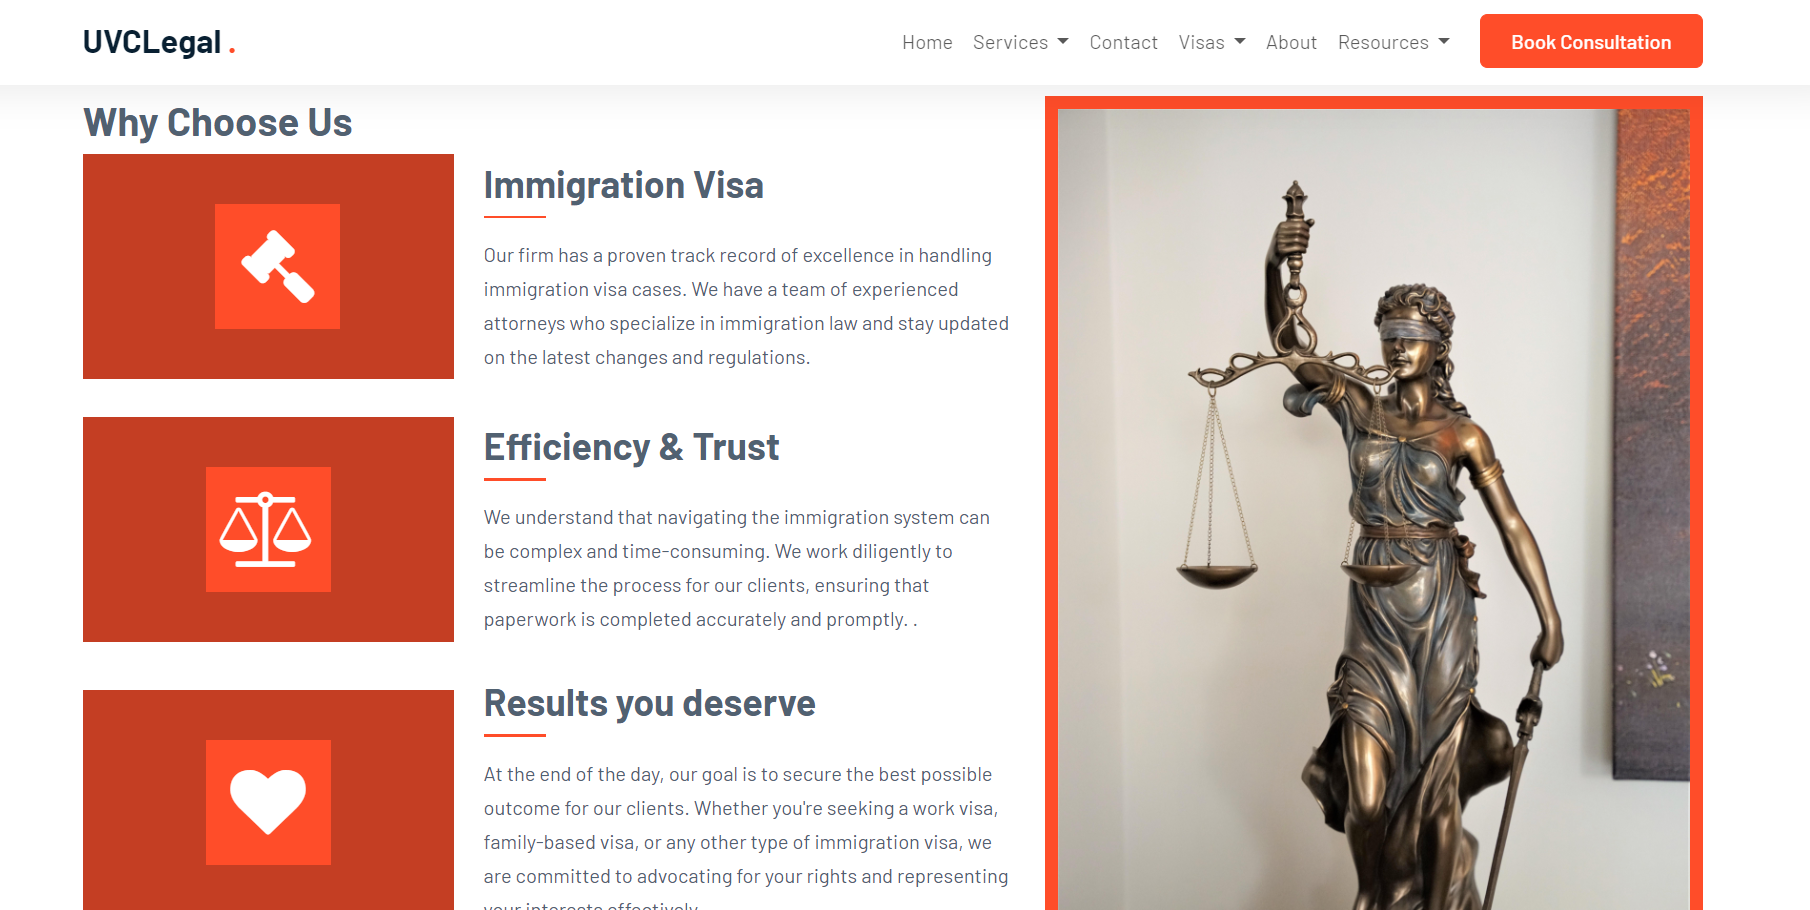 UVCLegal .
Home Services Contact Visas About Resources Book Consultation
Why Choose Us
Immigration Visa
Our firm has a proven track record of excellence in handling
immigration visa cases. We have a team of experienced
attorneys who specialize in immigration law and stay updated
on the latest changes and regulations.
Efficiency & Trust
We understand that navigating the immigration system can
be complex and time-consuming. We work diligently to
streamline the process for our clients, ensuring that
paperwork is completed accurately and promptly. .
Results you deserve
At the end of the day, our goal is to secure the best possible
outcome for our clients. Whether you're seeking a work visa,
family-based visa, or any other type of immigration visa, we
are committed to advocating for your rights and representing
your interests effectively.